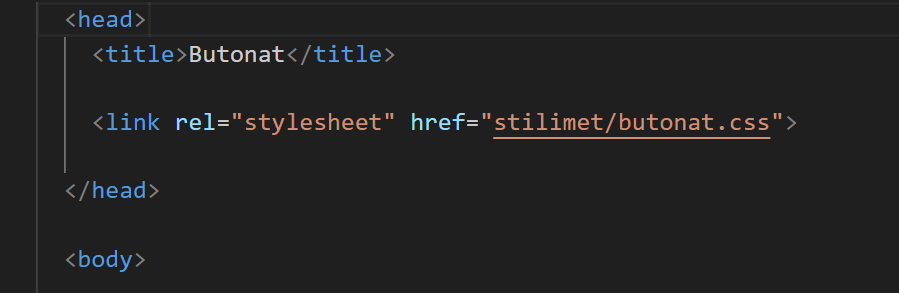 <head>
<title>Butonat</title>
<link rel="stylesheet" href="stilimet/butonat.css">
</head>
<body>